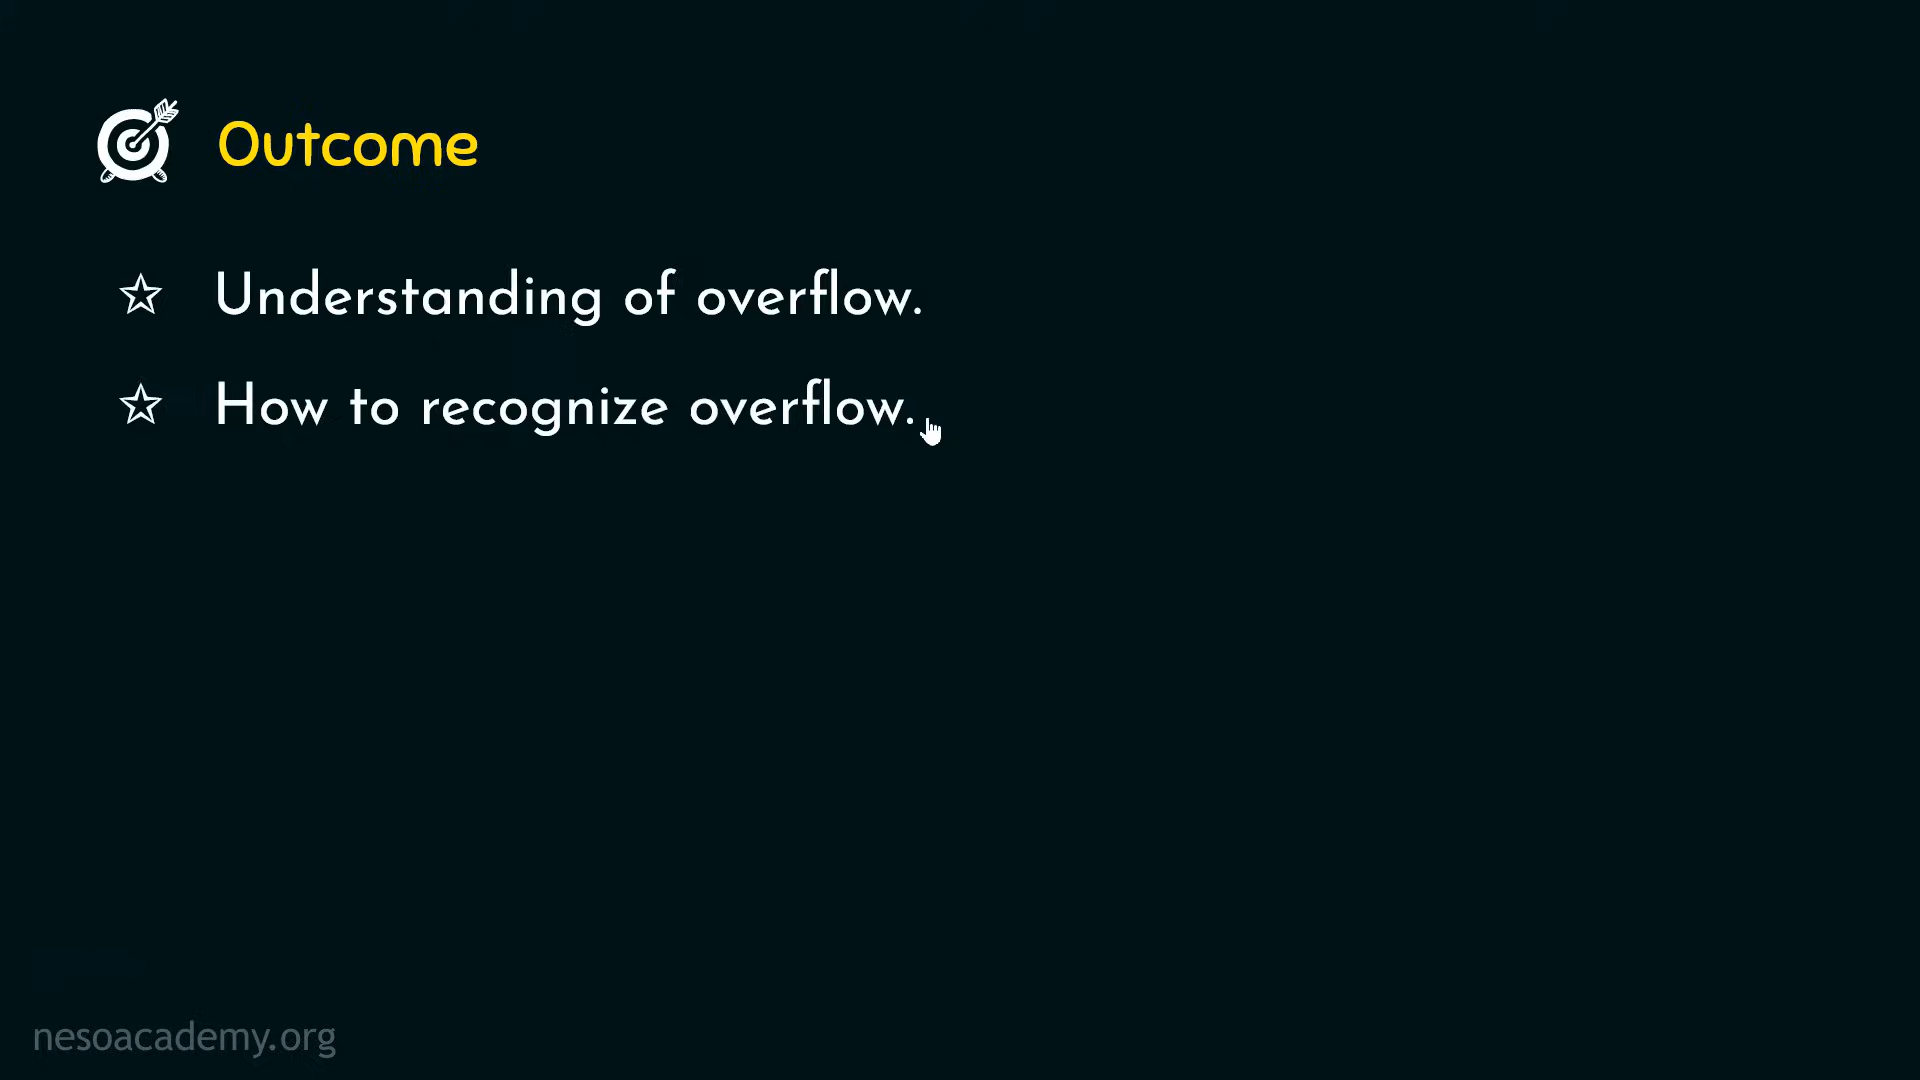 Outcome
☆ Understanding of overflow.
☆ How to recognize overflow.
nesoacademy.org